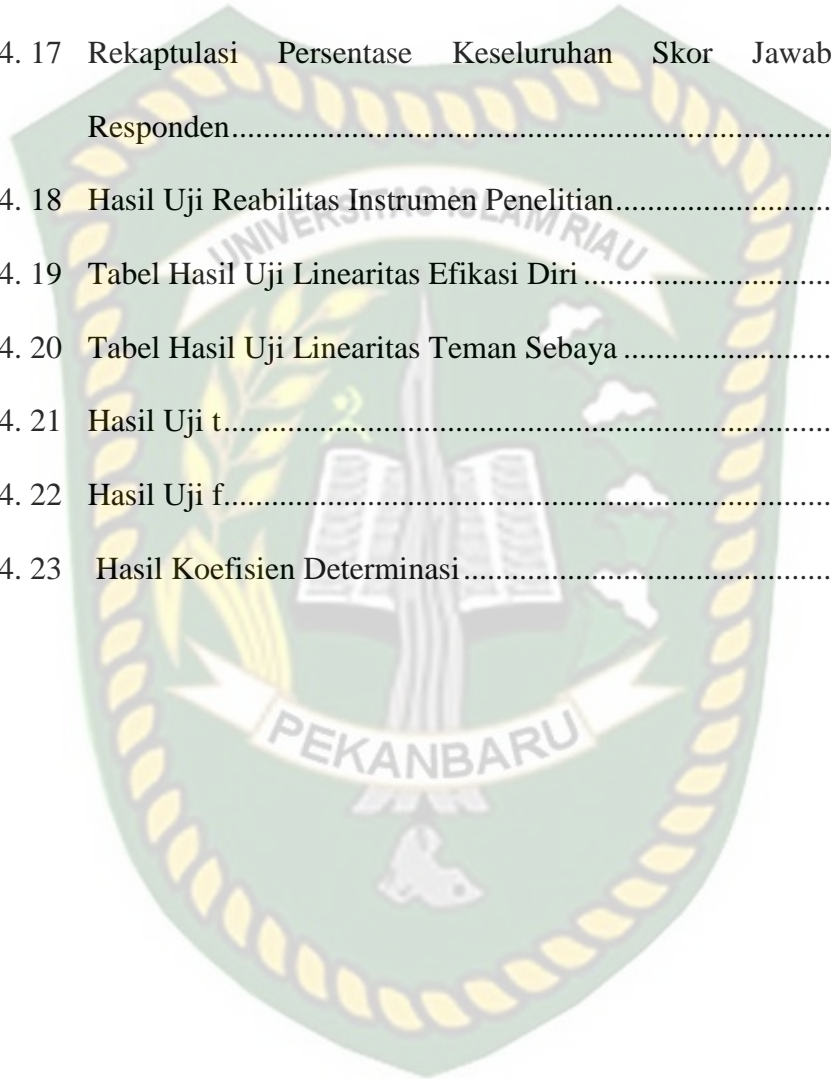 4. 17 Rekaptulasi Persentase Keseluruhan Skor Jawab
Responden.............................................................................
4. 18 Hasil Uji Reabilitas Instrumen Penelitian...........................
4. 19 Tabel Hasil Uji Linearitas Efikasi Diri...............................
4. 20 Tabel Hasil Uji Linearitas Teman Sebaya..........................
4. 21 Hasil Uji t............................................................................
4. 22 Hasil Uji f...........................................................................
4. 23 Hasil Koefisien Determinasi..............................................
UNIVERSITAS ISLAM RIAU
PEKANBARU